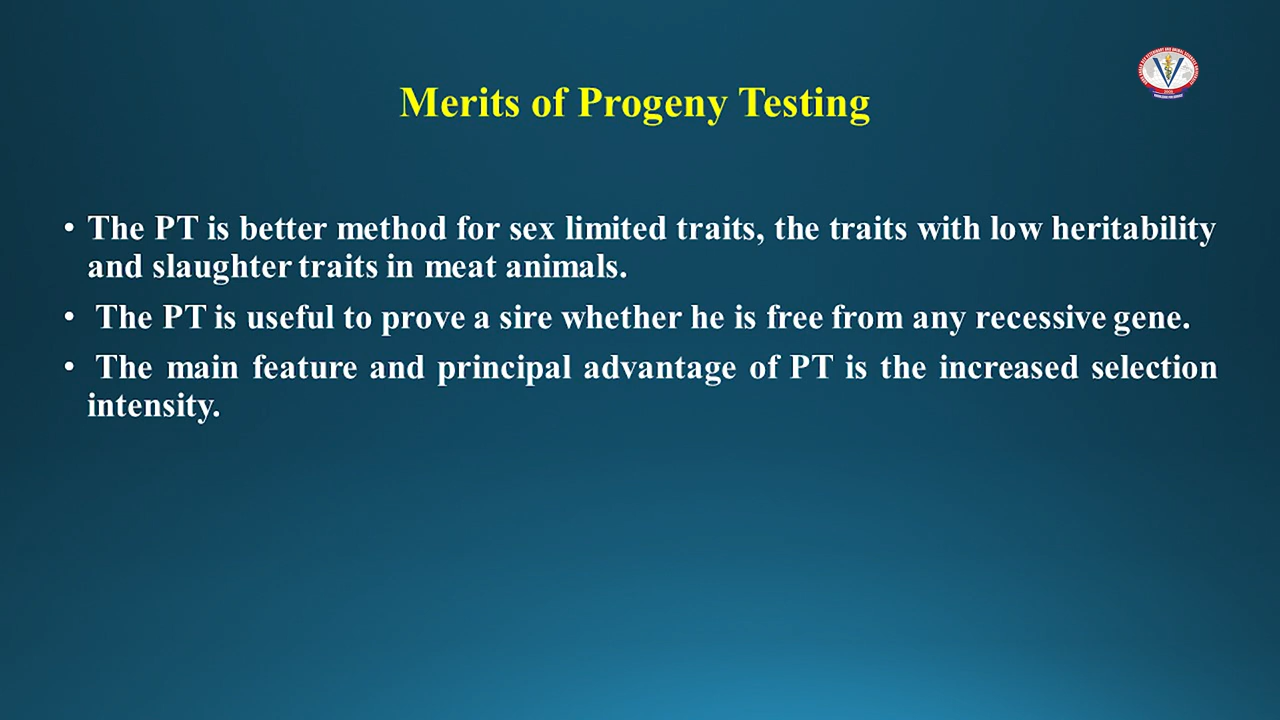 Merits of Progeny Testing
• The PT is better method for sex limited traits, the traits with low heritability
and slaughter traits in meat animals.
• The PT is useful to prove a sire whether he is free from any recessive gene.
• The main feature and principal advantage of PT is the increased selection
intensity.